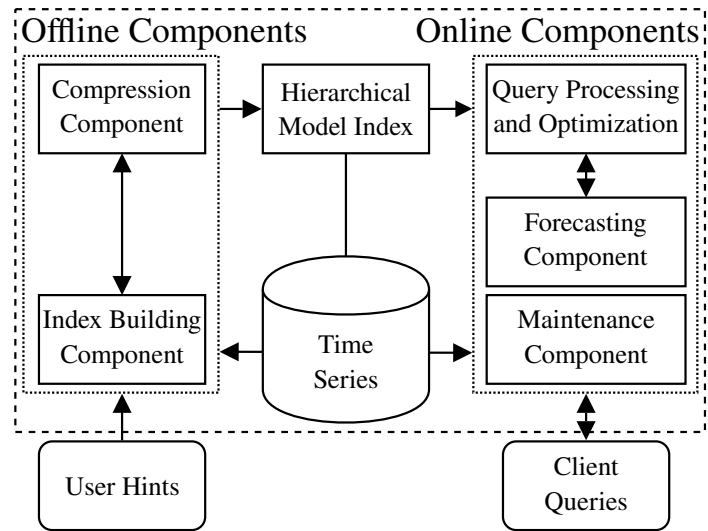 Offline Components
Online Components
Compression
Component
Hierarchical
Model Index
Query Processing
and Optimization
Forecasting
Component
Index Building
Component
Time
Series
Maintenance
Component
User Hints
Client
Queries